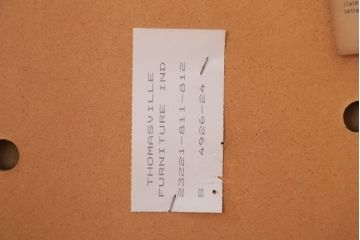 THOMASVILLE
FURNITURE IND
23221-811-812
S 4926-24